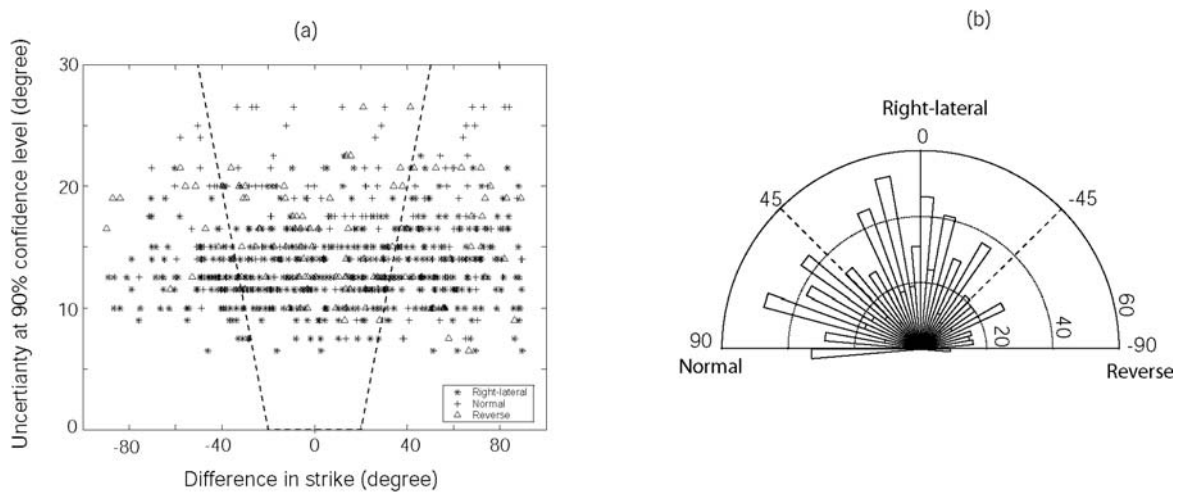 (a)
Uncertianty at 90% confidence level (degree)
30
20
10
0
-80
-40
0
40
80
Difference in strike (degree)
Right-lateral
Normal
Reverse
(b)
Right-lateral
0
45
-45
90
Normal
20
40
60
-90
Reverse